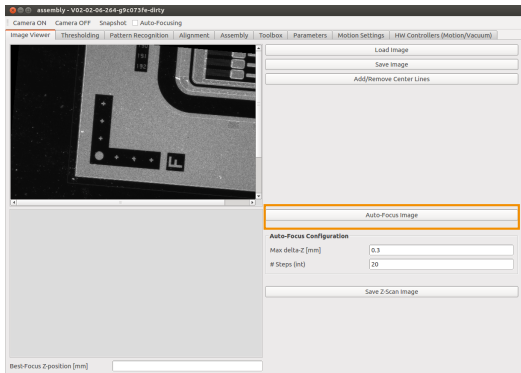 assembly - V02-02-06-264-g9c073fe-dirty
Camera ON Camera OFF Snapshot Auto-Focusing
Image Viewer Thresholding Pattern Recognition Alignment Assembly Toolbox Parameters Motion Settings HW Controllers (Motion/Vacuum)
Load Image
Save Image
Add/Remove Center Lines
F
Auto-Focus Image
Auto-Focus Configuration
Max delta-Z [mm] 0.3
# Steps (int) 20
Save Z-Scan Image
Best-Focus Z-position [mm]